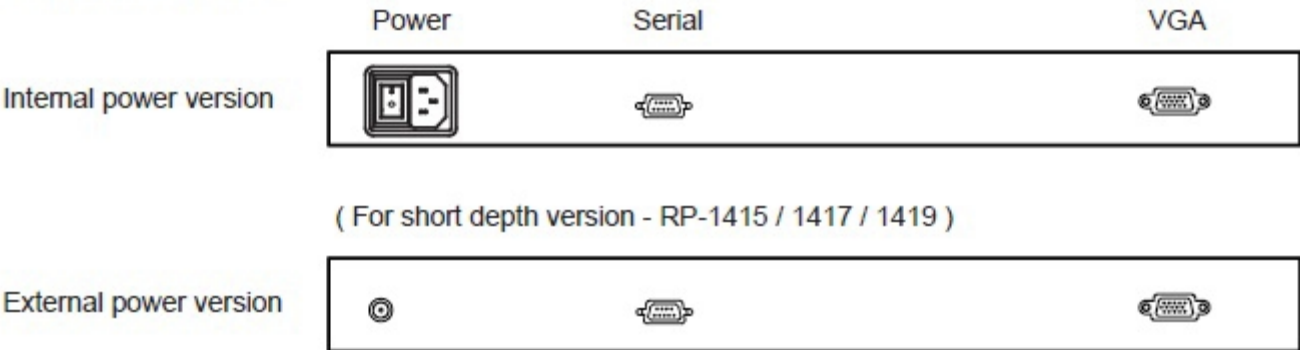 Power Serial VGA
Internal power version
( For short depth version - RP-1415 / 1417 / 1419 )
External power version